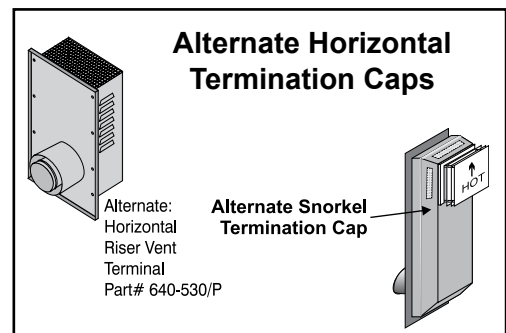 Alternate Horizontal
Termination Caps
Alternate:
Horizontal
Riser Vent
Terminal
Part# 640-530/P
Alternate Snorkel
Termination Cap
HOT